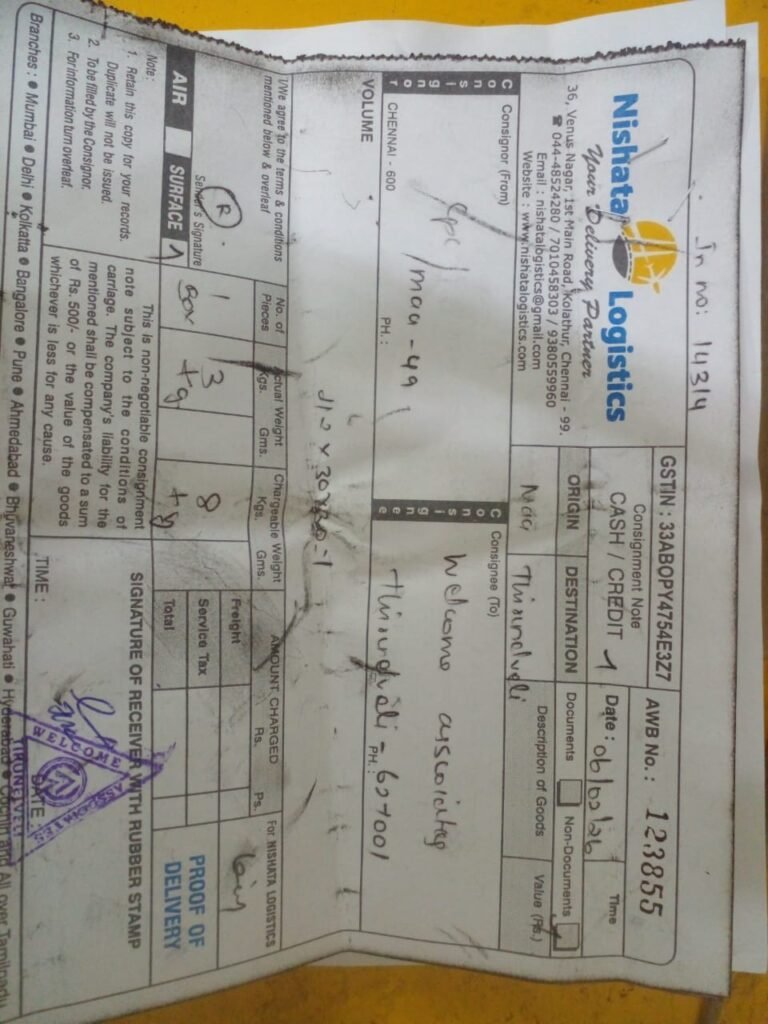 In no: 14314
Nishata Logistics
Your Delivery Partner
36, Venus Nagar, 1st Main Road, Kolathur, Chennai - 99.
☎ 044-48524280 / 7010458303 / 9380559960
Email : nishatalogistics@gmail.com
Website : www.nishatalogistics.com
GSTIN : 33ABOPY4754E3Z7
Consignment Note
CASH / CREDIT
AWB No.: 123855
Date : 06/02/26
Time
ORIGIN
DESTINATION
Documents
Non-Documents
Maa
Thirunelveli
Description of Goods
Value (Rs.)
Consignor
Consignor (From)
/maa - 49
CHENNAI - 600
PH.:
Consignee
Consignee (To)
Welcome
Thirunelveli - 627001
PH.:
VOLUME
I/We agree to the terms & conditions
mentioned below & overleaf
R
Sender's Signature
No. of
Pieces
Actual Weight
Kgs. Gms.
Chargeable Weight
Kgs. Gms.
AMOUNT CHARGED
Rs. Ps.
For NISHATA LOGISTICS
1
Box
3
kg
8
kg
Freight
Service Tax
Total
PROOF OF
DELIVERY
AIR
SURFACE
Note :
1. Retain this copy for your records.
Duplicate will not be issued.
2. To be filled by the Consignor.
3. For information turn overleaf.
This is non-negotiable consignment
note subject to the conditions of
carriage. The company's liability for the
mentioned shall be compensated to a sum
of Rs. 500/- or the value of the goods
whichever is less for any cause.
SIGNATURE OF RECEIVER WITH RUBBER STAMP
TIME :
DATE :
WELCOME
ASSOCIATES
TIRUNELVELI
Branches : ● Mumbai ● Delhi ● Kolkatta ● Bangalore ● Pune ● Ahmedabad ● Bhuvaneshwar ● Guwahati ● Hyderabad ● Cochin and All over Tamilnadu